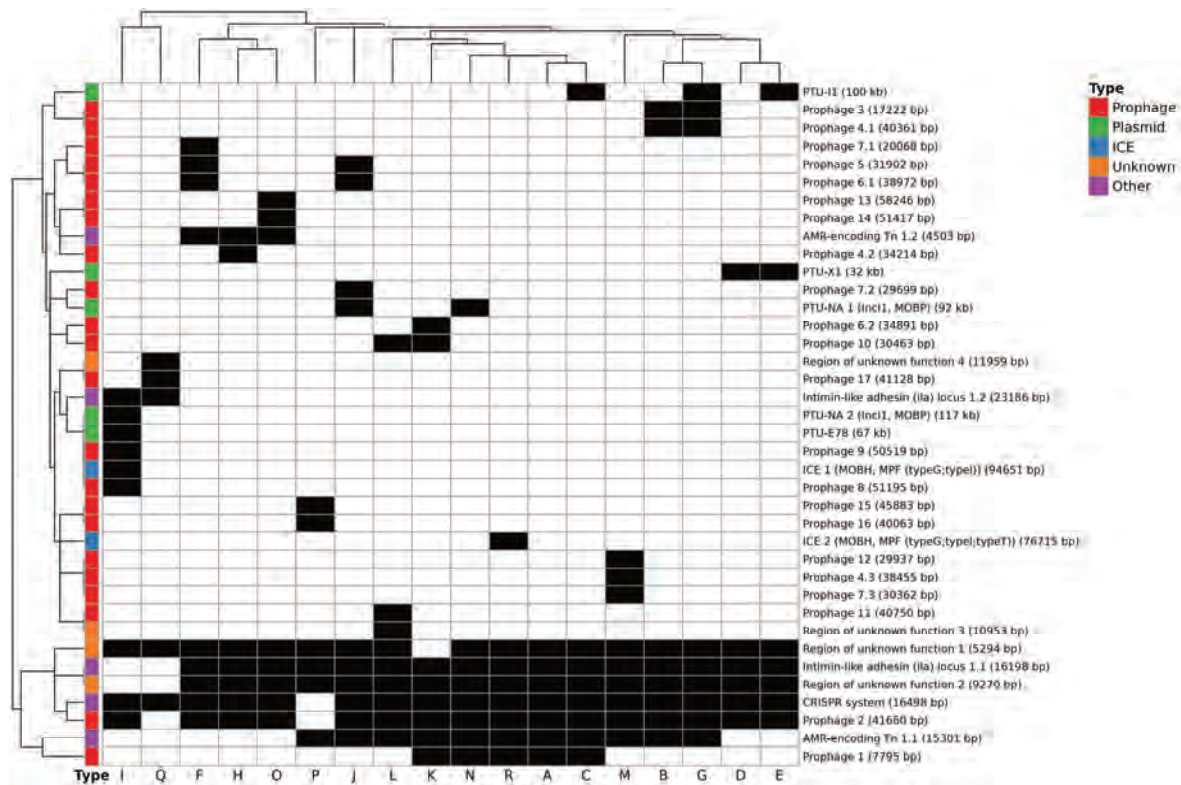 PTU-I1 (100 kb)
Prophage 3 (17222 bp)
Prophage 4.1 (40361 bp)
Prophage 7.1 (20068 bp)
Prophage 5 (31902 bp)
Prophage 6.1 (38972 bp)
Prophage 13 (58246 bp)
Prophage 14 (51417 bp)
AMR-encoding Tn 1.2 (4503 bp)
Prophage 4.2 (34214 bp)
PTU-X1 (32 kb)
Prophage 7.2 (29699 bp)
PTU-NA 1 (IncI1, MOBP) (92 kb)
Prophage 6.2 (34891 bp)
Prophage 10 (30463 bp)
Region of unknown function 4 (11959 bp)
Prophage 17 (41128 bp)
Intimin-like adhesin (ila) locus 1.2 (23186 bp)
PTU-NA 2 (IncI1, MOBP) (117 kb)
PTU-E78 (67 kb)
Prophage 9 (50519 bp)
ICE 1 (MOBH, MPF (typeG;typeI)) (94651 bp)
Prophage 8 (51195 bp)
Prophage 15 (45883 bp)
Prophage 16 (40063 bp)
ICE 2 (MOBH, MPF (typeG;typeI;typeT)) (76715 bp)
Prophage 12 (29937 bp)
Prophage 4.3 (38455 bp)
Prophage 7.3 (30362 bp)
Prophage 11 (40750 bp)
Region of unknown function 3 (10953 bp)
Region of unknown function 1 (5294 bp)
Intimin-like adhesin (ila) locus 1.1 (16198 bp)
Region of unknown function 2 (9270 bp)
CRISPR system (16498 bp)
Prophage 2 (41660 bp)
AMR-encoding Tn 1.1 (15301 bp)
Prophage 1 (7795 bp)
Type I Q F H O P J L K N R A C M B G D E
Type
Prophage
Plasmid
ICE
Unknown
Other